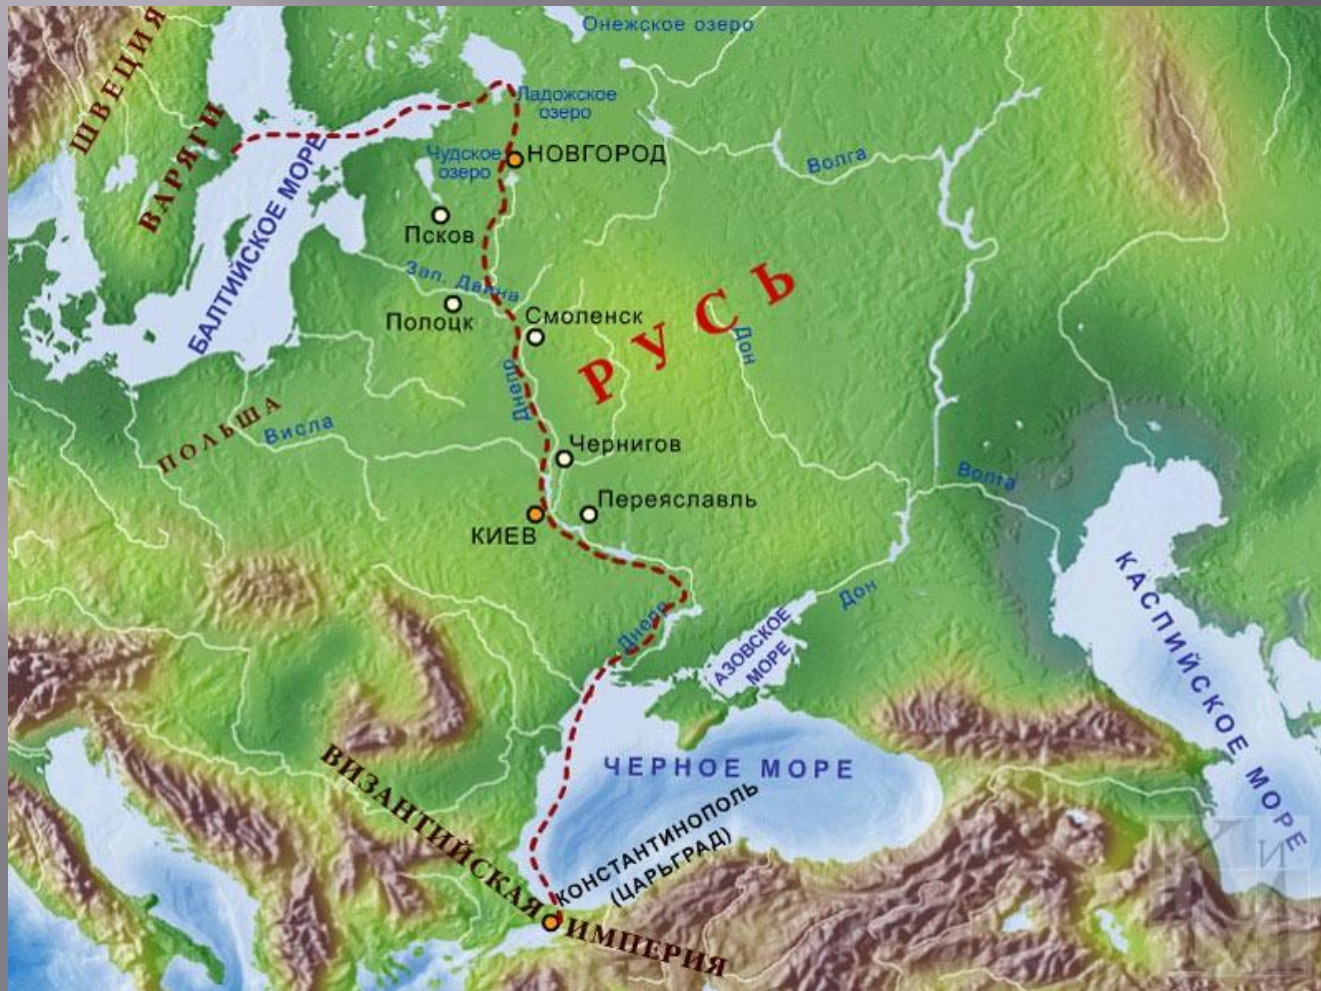 Онежское озеро
ШВЕЦИЯ
ВАРЯГИ
Ладожское
озеро
БАЛТИЙСКОЕ МОРЕ
Чудское
озеро
НОВГОРОД
Волга
Псков
Зап. Двина
Полоцк
Смоленск
РУСЬ
Дон
Днепр
ПОЛЬША
Висла
Чернигов
Волга
Переяславль
КИЕВ
Днепр
Дон
АЗОВСКОЕ
МОРЕ
КАСПИЙСКОЕ МОРЕ
ЧЕРНОЕ МОРЕ
КОНСТАНТИНОПОЛЬ
(ЦАРЬГРАД)
ВИЗАНТИЙСКАЯ ИМПЕРИЯ
К И
М